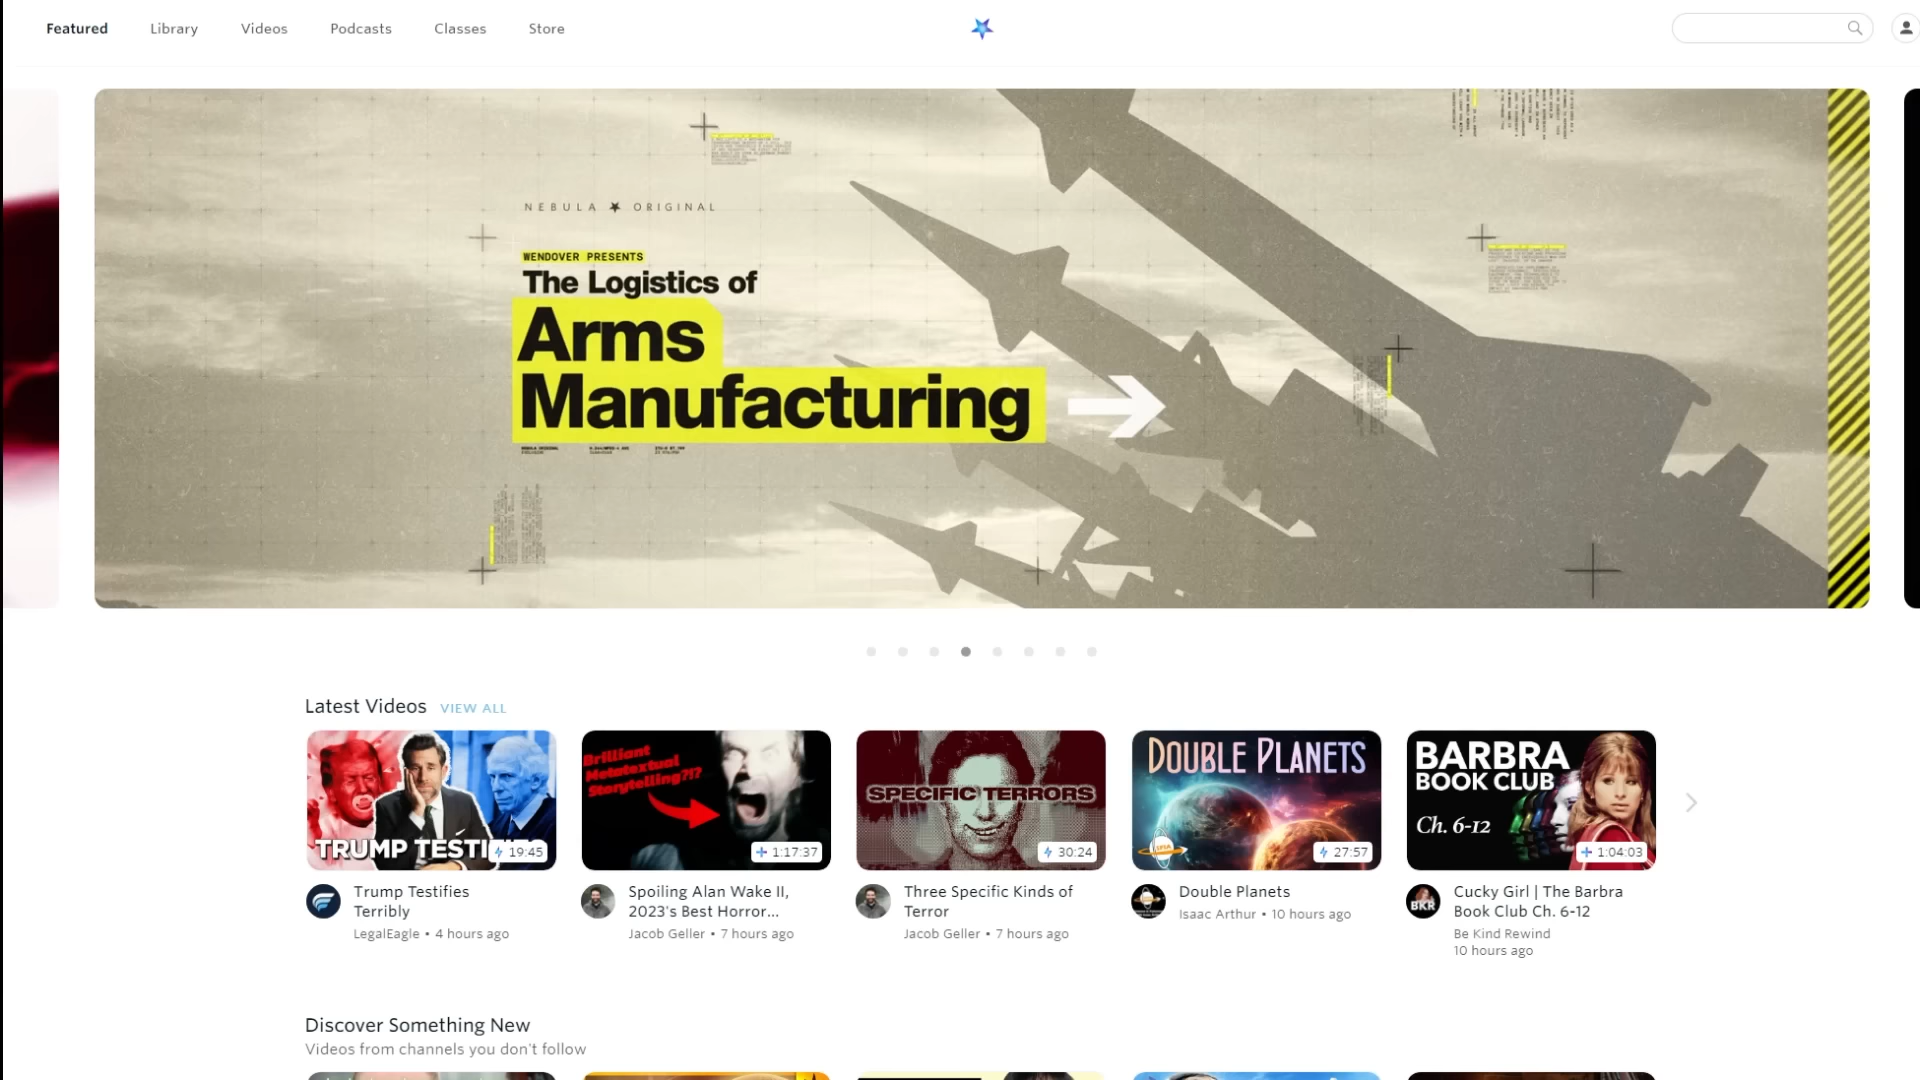 Featured Library Videos Podcasts Classes Store
NEBULA ORIGINAL
WENDOVER PRESENTS
The Logistics of
Arms
Manufacturing
Latest Videos VIEW ALL
TRUMP TESTI
19:45
Brilliant
Metatextual
Storytelling?!?
1:17:37
SPECIFIC TERRORS
30:24
DOUBLE PLANETS
27:57
BARBRA
BOOK CLUB
Ch. 6-12
1:04:03
Trump Testifies
Terribly
LegalEagle • 4 hours ago
Spoiling Alan Wake II,
2023's Best Horror...
Jacob Geller • 7 hours ago
Three Specific Kinds of
Terror
Jacob Geller • 7 hours ago
Double Planets
Isaac Arthur • 10 hours ago
BKR
Cucky Girl | The Barbra
Book Club Ch. 6-12
Be Kind Rewind
10 hours ago
Discover Something New
Videos from channels you don't follow